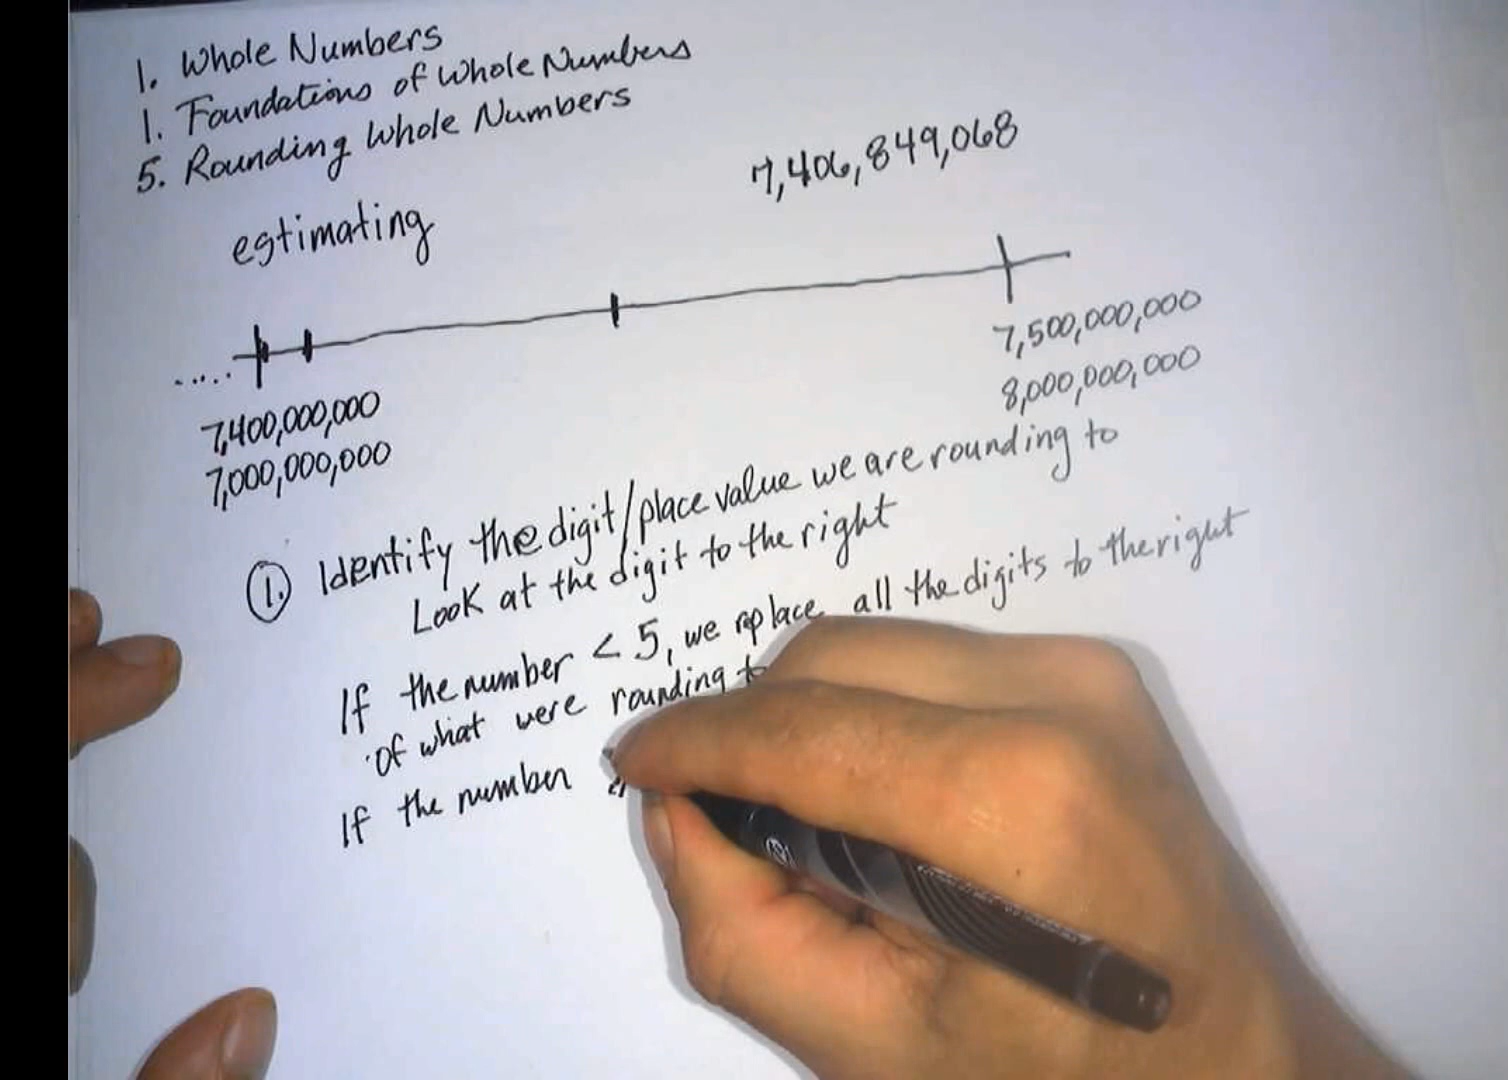 1. Whole Numbers
1. Foundations of Whole Numbers
5. Rounding Whole Numbers
7,406,849,068
estimating
.....
7,500,000,000
8,000,000,000
7,400,000,000
7,000,000,000
1. Identify the digit/place value we are rounding to
Look at the digit to the right
If the number < 5, we replace all the digits to the right
of what were rounding
If the number